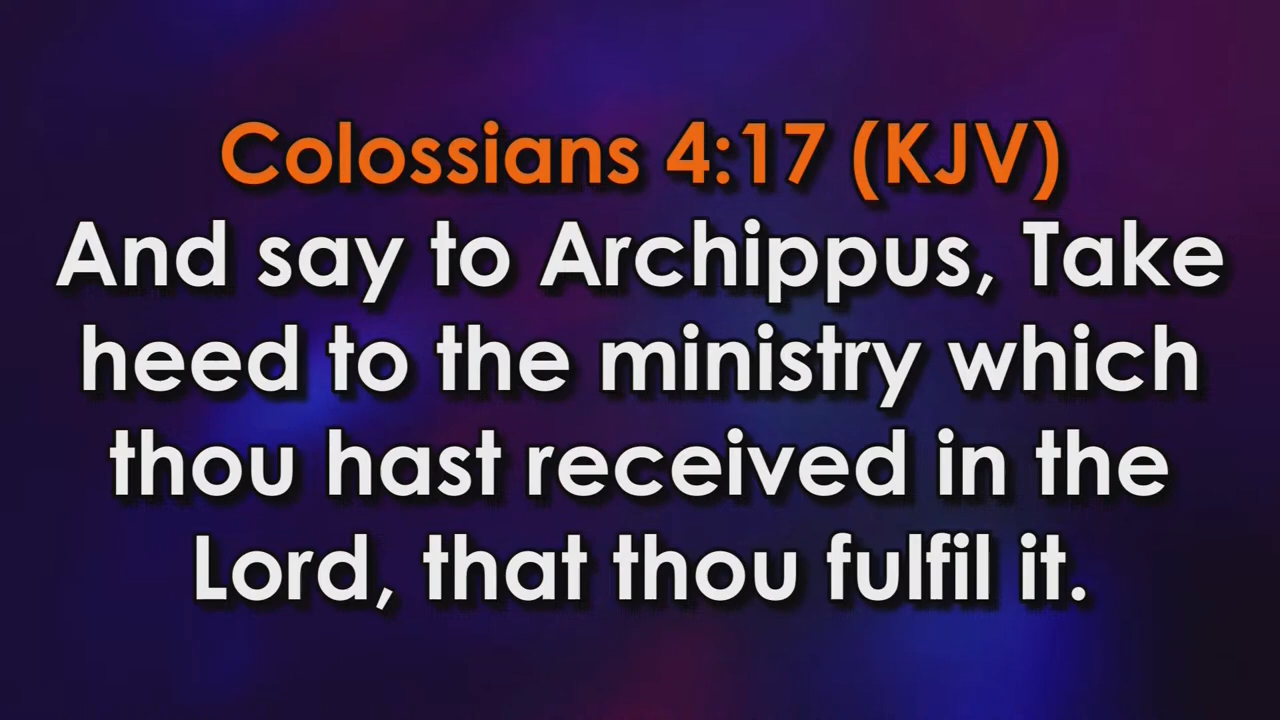 Colossians 4:17 (KJV)
And say to Archippus, Take
heed to the ministry which
thou hast received in the
Lord, that thou fulfil it.